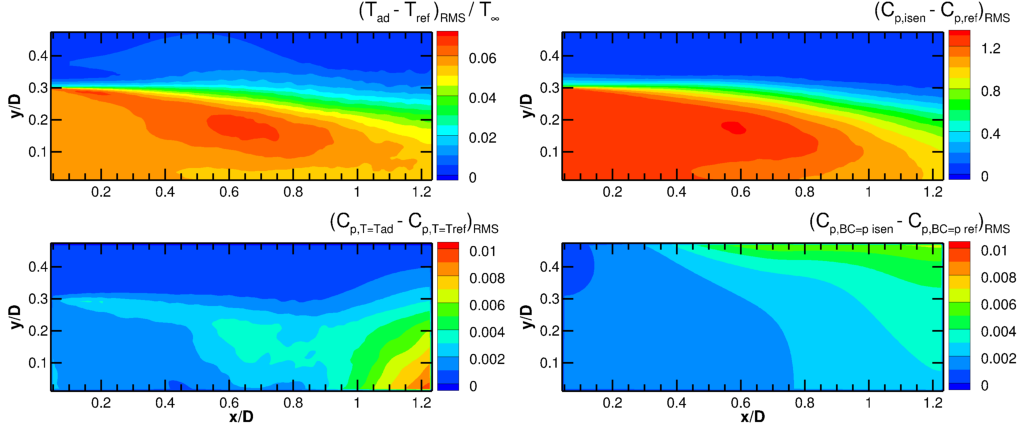 (T_ad - T_ref)_RMS / T_∞
0.4
0.3
0.2
0.1
y/D
0.2 0.4 0.6 0.8 1 1.2
0.06
0.04
0.02
0
(C_p,isen - C_p,ref)_RMS
0.4
0.3
0.2
0.1
y/D
0.2 0.4 0.6 0.8 1 1.2
1.2
0.8
0.4
0
(C_p,T=Tad - C_p,T=Tref)_RMS
0.4
0.3
0.2
0.1
y/D
0.2 0.4 0.6 0.8 1 1.2
x/D
0.01
0.008
0.006
0.004
0.002
0
(C_p,BC=p isen - C_p,BC=p ref)_RMS
0.4
0.3
0.2
0.1
y/D
0.2 0.4 0.6 0.8 1 1.2
x/D
0.01
0.008
0.006
0.004
0.002
0